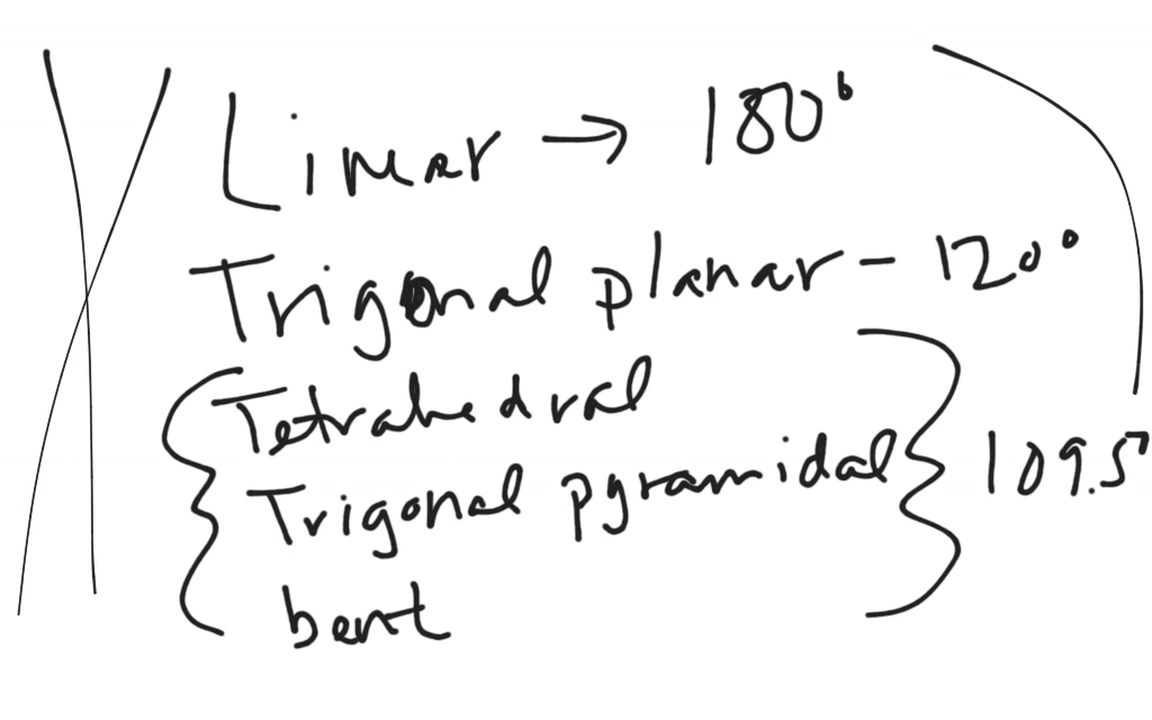 Linear → 180°
Trigonal planar - 120°
Tetrahedral
Trigonal pyramidal } 109.5
bent